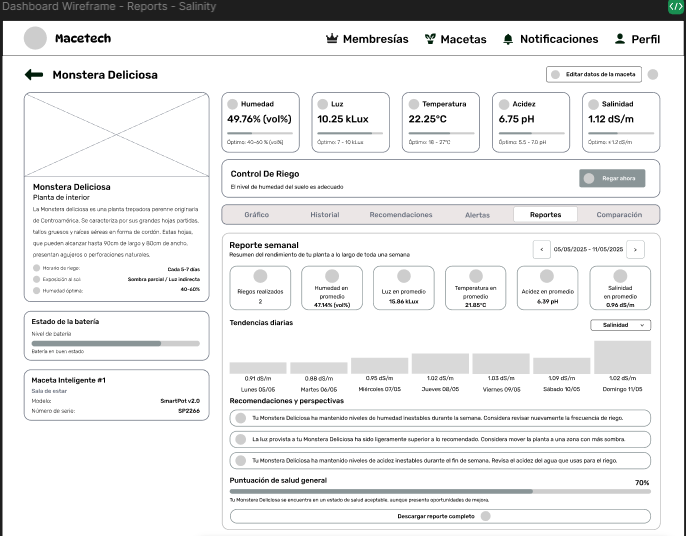 Dashboard Wireframe - Reports - Salinity
Macetech
Membresías
Macetas
Notificaciones
Perfil
Monstera Deliciosa
Editar datos de la maceta
Monstera Deliciosa
Planta de interior
La Monstera deliciosa es una planta trepadora perenne originaria
de Centroamérica. Se caracteriza por sus grandes hojas partidas,
tallos gruesos y raíces aéreas en forma de cordón. Estas hojas,
que pueden alcanzar hasta 90cm de largo y 80cm de ancho,
presentan agujeros o perforaciones naturales.
Horario de riego: Cada 5-7 días
Exposición al sol: Sombra parcial / Luz indirecta
Humedad óptima: 40-60%
Estado de la batería
Nivel de batería
Batería en buen estado
Maceta Inteligente #1
Sala de estar
Modelo: SmartPot v2.0
Número de serie: SP2266
Humedad
49.76% (vol%)
Óptimo: 40-60 % (vol%)
Luz
10.25 kLux
Óptimo: 7 - 10 kLux
Temperatura
22.25°C
Óptimo: 18 - 27°C
Acidez
6.75 pH
Óptimo: 5.5 - 7.0 pH
Salinidad
1.12 dS/m
Óptimo: <1.2 dS/m
Control De Riego
El nivel de humedad del suelo es adecuado
Regar ahora
Gráfico
Historial
Recomendaciones
Alertas
Reportes
Comparación
Reporte semanal
Resumen del rendimiento de tu planta a lo largo de toda una semana
< 05/05/2025 - 11/05/2025 >
Riegos realizados
2
Humedad en
promedio
47.14% (vol%)
Luz en promedio
15.86 kLux
Temperatura en
promedio
21.85°C
Acidez en promedio
6.39 pH
Salinidad
en promedio
0.96 dS/m
Tendencias diarias
Salinidad
0.91 dS/m
0.88 dS/m
0.95 dS/m
1.02 dS/m
1.03 dS/m
1.09 dS/m
1.02 dS/m
Lunes 05/05
Martes 06/05
Miércoles 07/05
Jueves 08/05
Viernes 09/05
Sábado 10/05
Domingo 11/05
Recomendaciones y perspectivas
Tu Monstera Deliciosa ha mantenido niveles de humedad inestables durante la semana. Considera revisar nuevamente la frecuencia de riego.
La luz provista a tu Monstera Deliciosa ha sido ligeramente superior a lo recomendado. Considera mover la planta a una zona con más sombra.
Tu Monstera Deliciosa ha mantenido niveles de acidez inestables durante el fin de semana. Revisa el acidez del agua que usas para el riego.
Puntuación de salud general
70%
Tu Monstera Deliciosa se encuentra en un estado de salud aceptable, aunque presenta oportunidades de mejora.
Descargar reporte completo